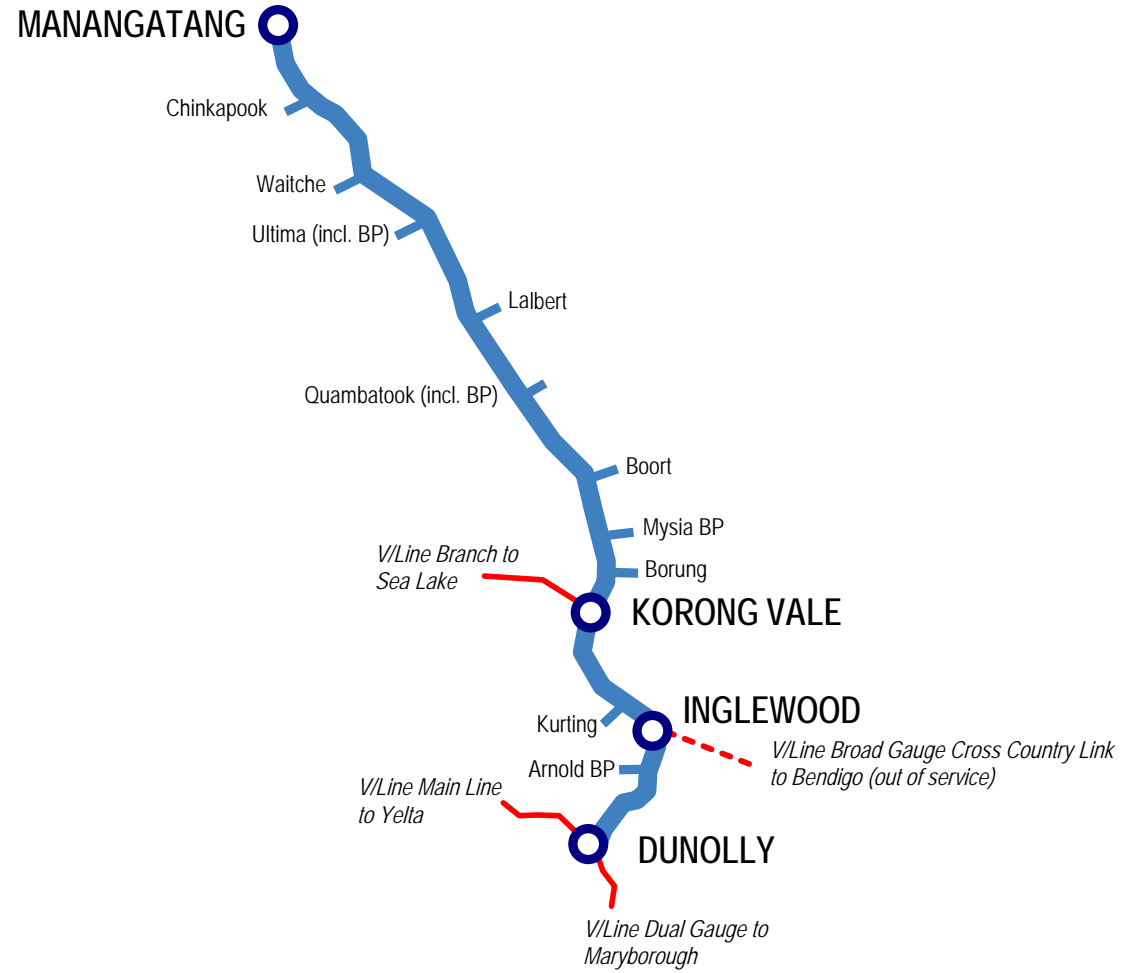 MANANGATANG
Chinkapook
Waitche
Ultima (incl. BP)
Lalbert
Quambatook (incl. BP)
Boort
Mysia BP
V/Line Branch to
Sea Lake
Borung
KORONG VALE
INGLEWOOD
Kurting
V/Line Broad Gauge Cross Country Link
to Bendigo (out of service)
Arnold BP
V/Line Main Line
to Yelta
DUNOLLY
V/Line Dual Gauge to
Maryborough